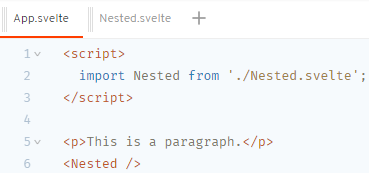 App.svelte Nested.svelte +
1 <script>
2   import Nested from './Nested.svelte';
3 </script>
4
5 <p>This is a paragraph.</p>
6 <Nested />